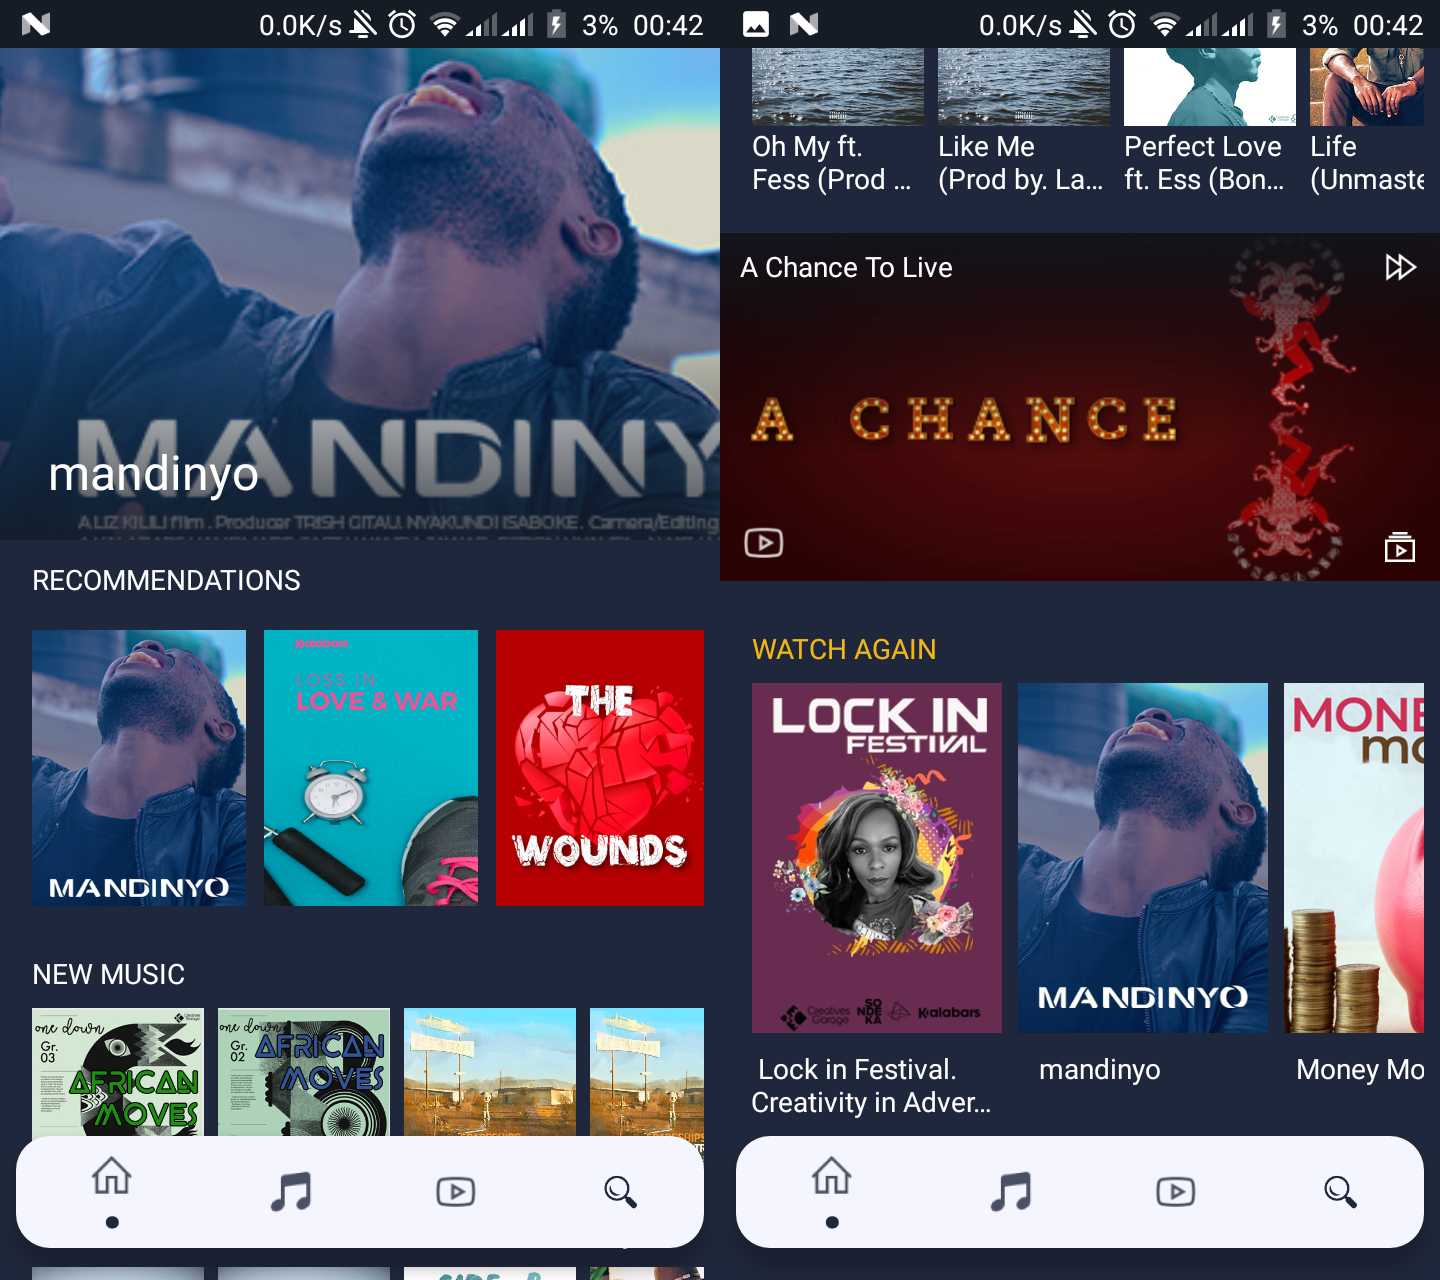 0.0K/s 3% 00:42
MANDINY
mandinyo
A LIZ KILILI film . Producer TRISH GITAU. NYAKUNDI ISABOKE . Camera/Editing
RECOMMENDATIONS
MANDINYO
Kalabars
LOSS IN
LOVE & WAR
THE
WOUNDS
NEW MUSIC
one down
Gr.
03
Creatives
Garage
AFRICAN
MOVES
one down
Gr.
02
AFRICAN
MOVES
0.0K/s 3% 00:42
Oh My ft.
Fess (Prod ...
Like Me
(Prod by. La...
Perfect Love
ft. Ess (Bon...
Life
(Unmaste
A Chance To Live
A CHANCE
WATCH AGAIN
LOCK IN
FESTIVAL
Creatives
Garage
SO
NDE
KA
Kalabars
MANDINYO
MONE
mo
Lock in Festival.
Creativity in Adver...
mandinyo
Money Mo